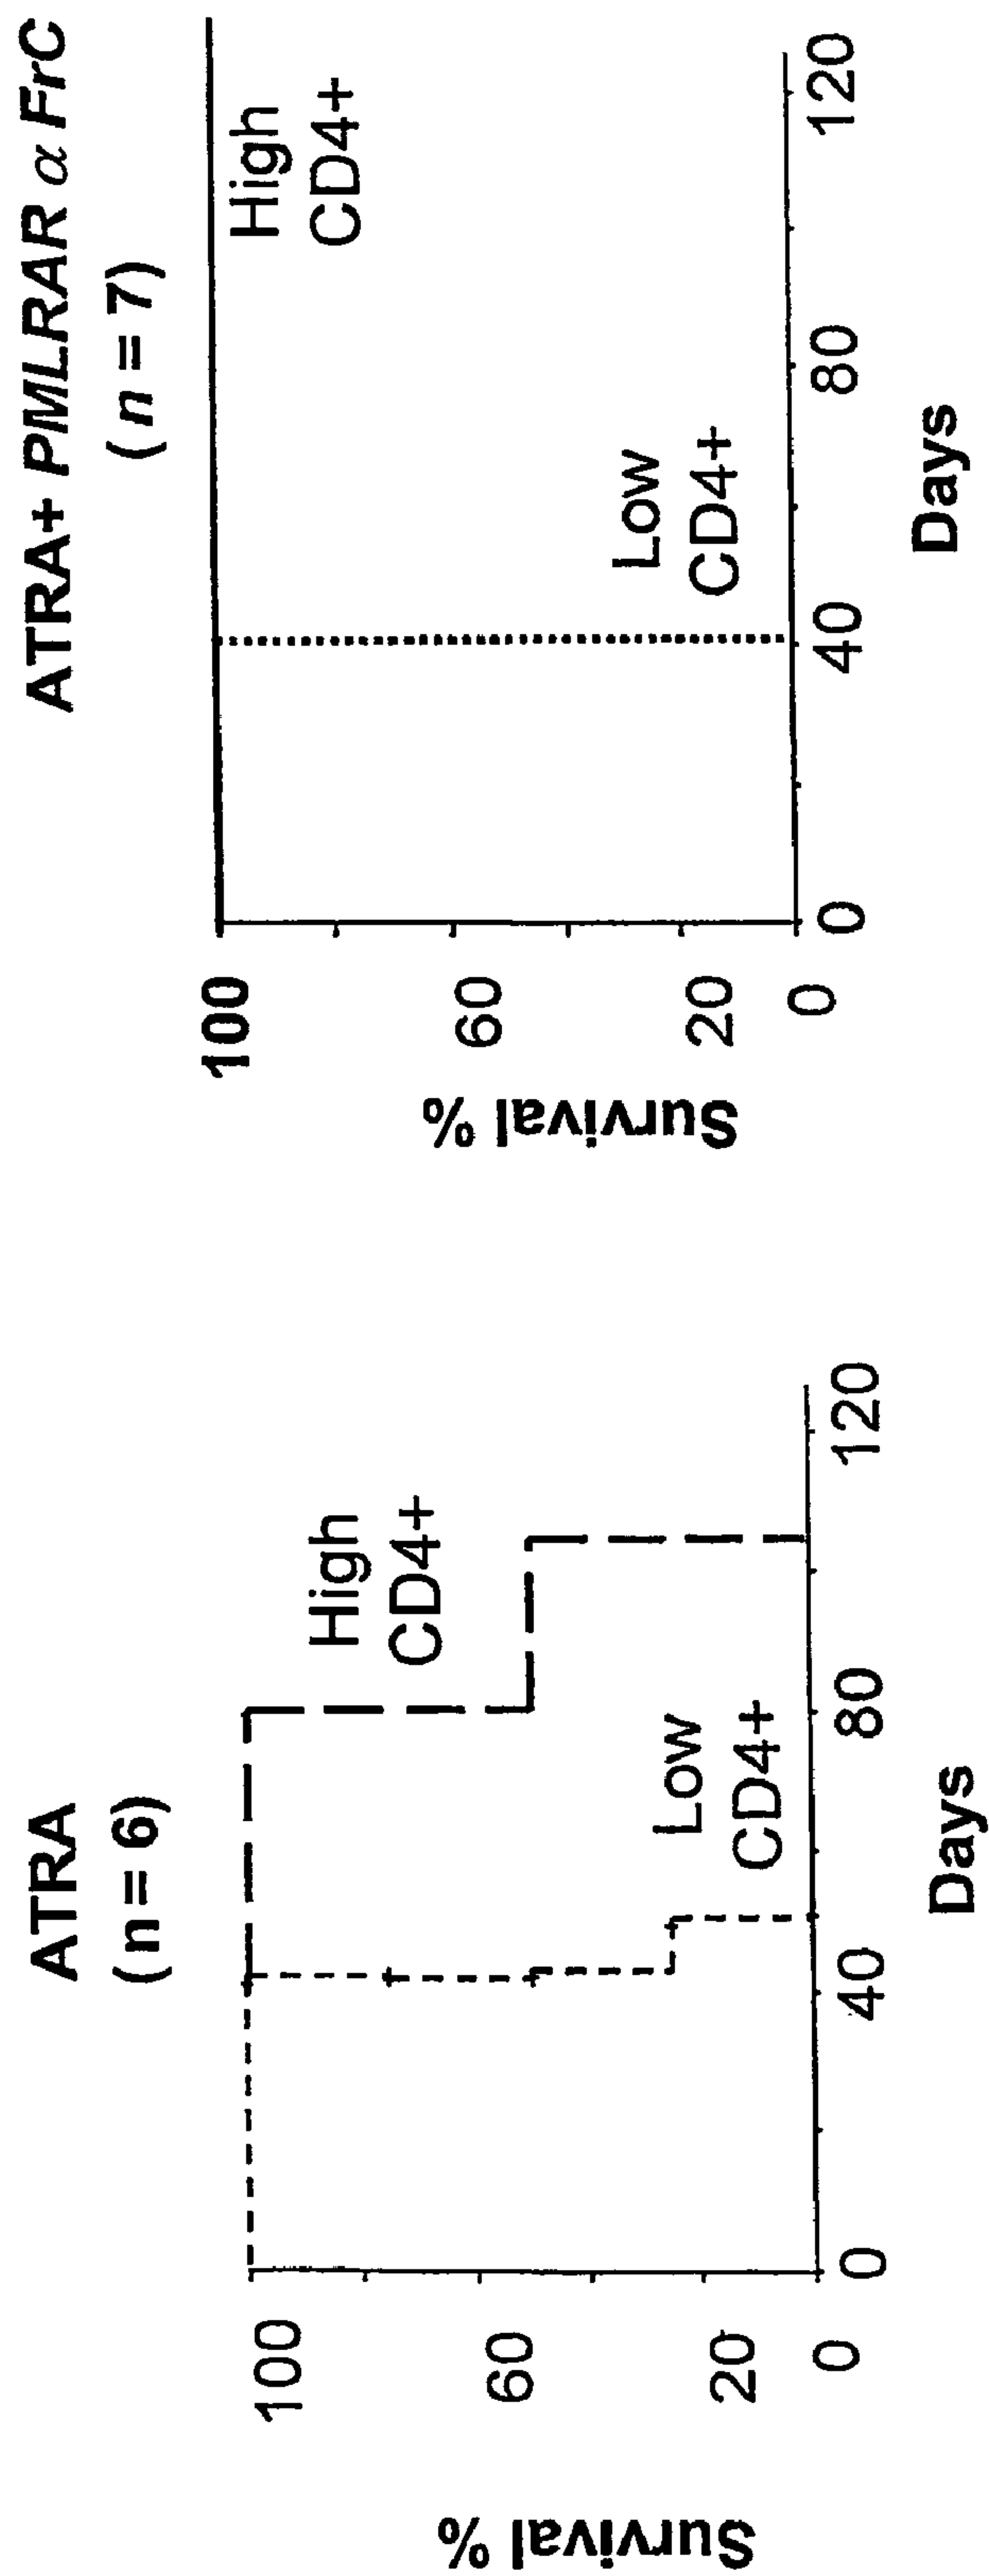 ATRA
( n = 6)
Survival %
100
60
20
0
High
CD4+
Low
CD4+
0
40
80
120
Days
ATRA+ PMLRAR α FrC
( n = 7)
Survival %
100
60
20
0
High
CD4+
Low
CD4+
0
40
80
120
Days